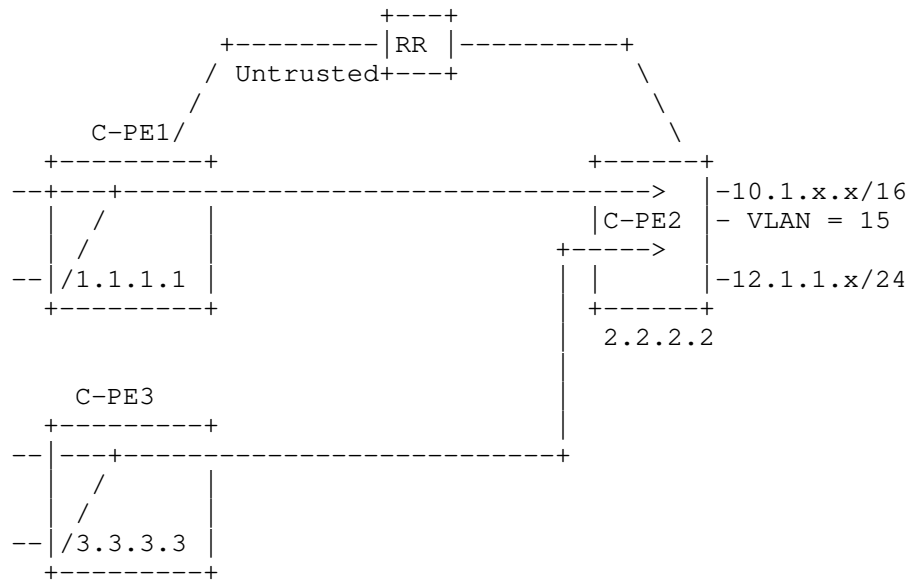 RR
Untrusted
C-PE1
-10.1.x.x/16
C-PE2 - VLAN = 15
/1.1.1.1 -12.1.1.x/24
2.2.2.2
C-PE3
/3.3.3.3